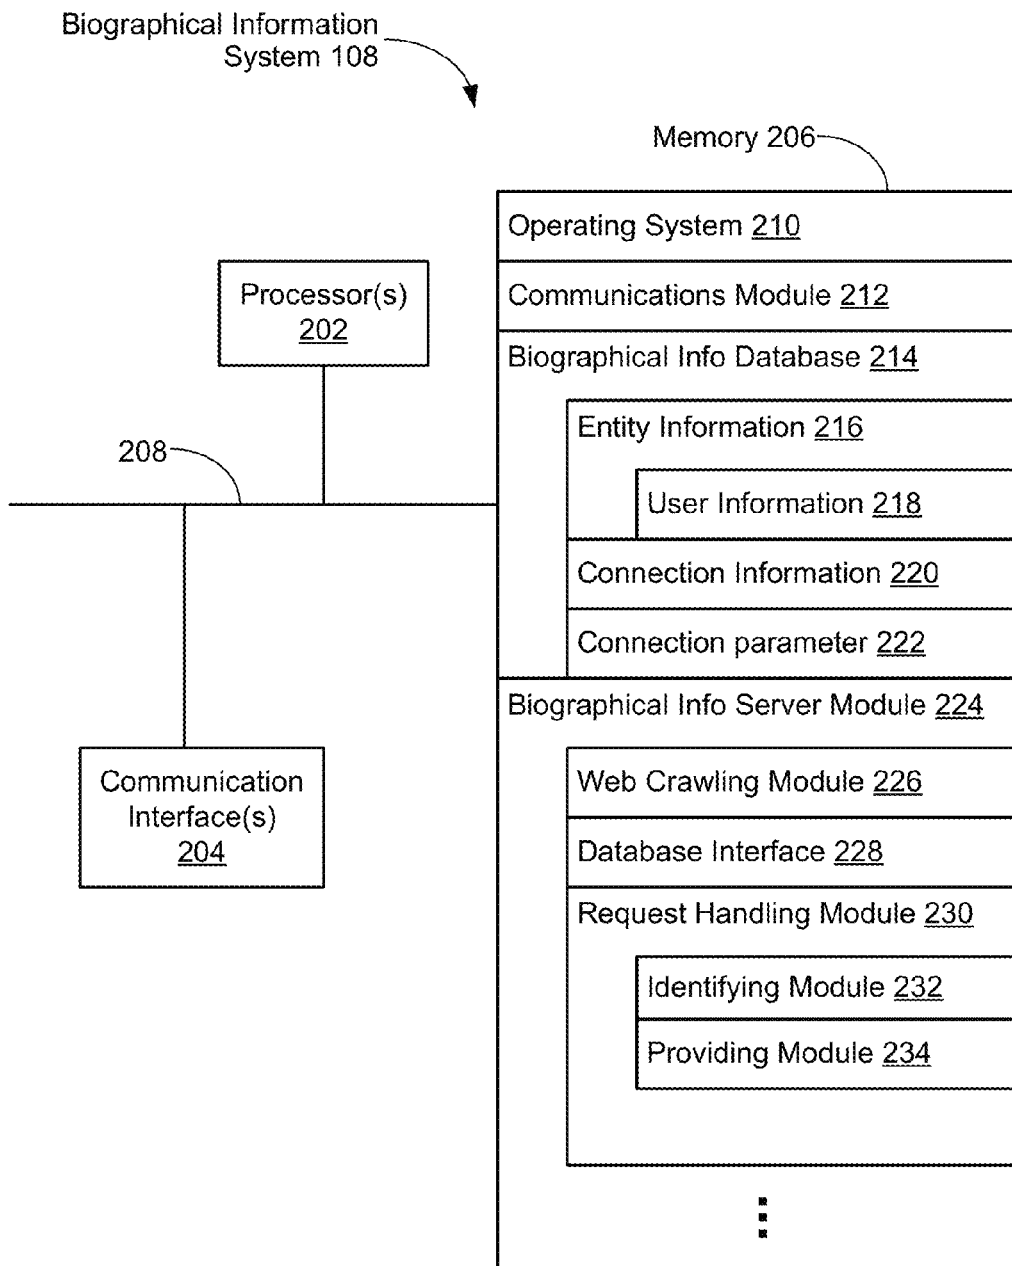 Biographical Information
System 108
Memory 206
Operating System 210
Processor(s)
202
Communications Module 212
Biographical Info Database 214
Entity Information 216
208
User Information 218
Connection Information 220
Connection parameter 222
Biographical Info Server Module 224
Communication
Interface(s)
204
Web Crawling Module 226
Database Interface 228
Request Handling Module 230
Identifying Module 232
Providing Module 234